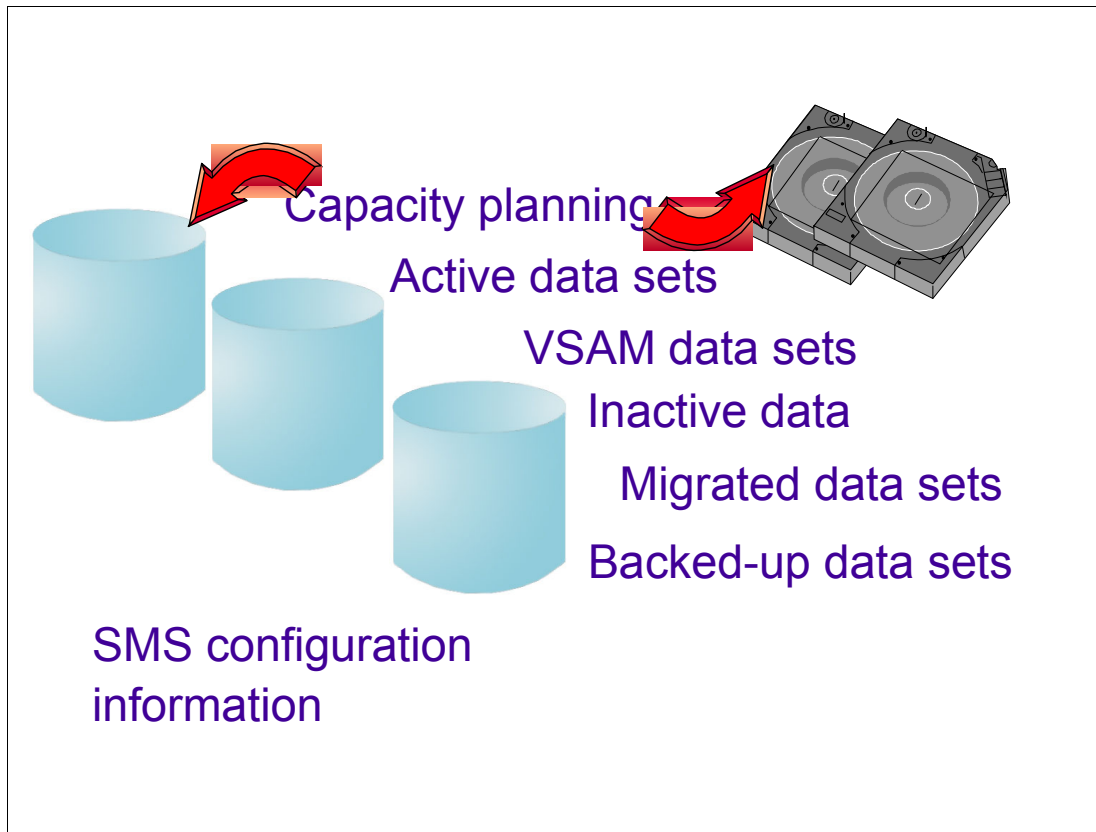 Capacity planning
Active data sets
VSAM data sets
Inactive data
Migrated data sets
Backed-up data sets
SMS configuration
information